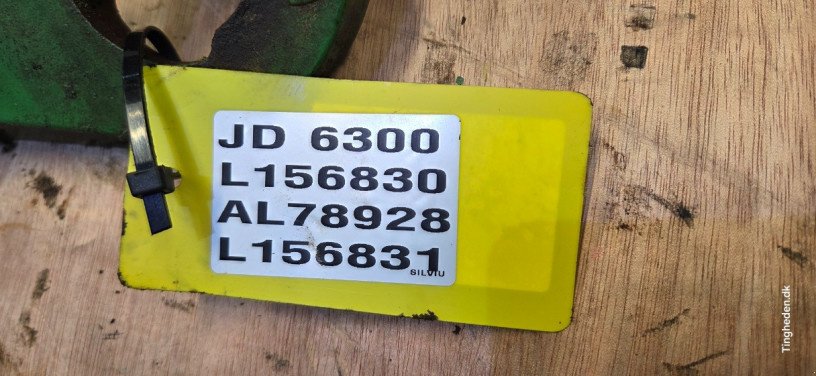 JD 6300
L156830
AL78928
L156831
SILVIU
Tingheden.dk